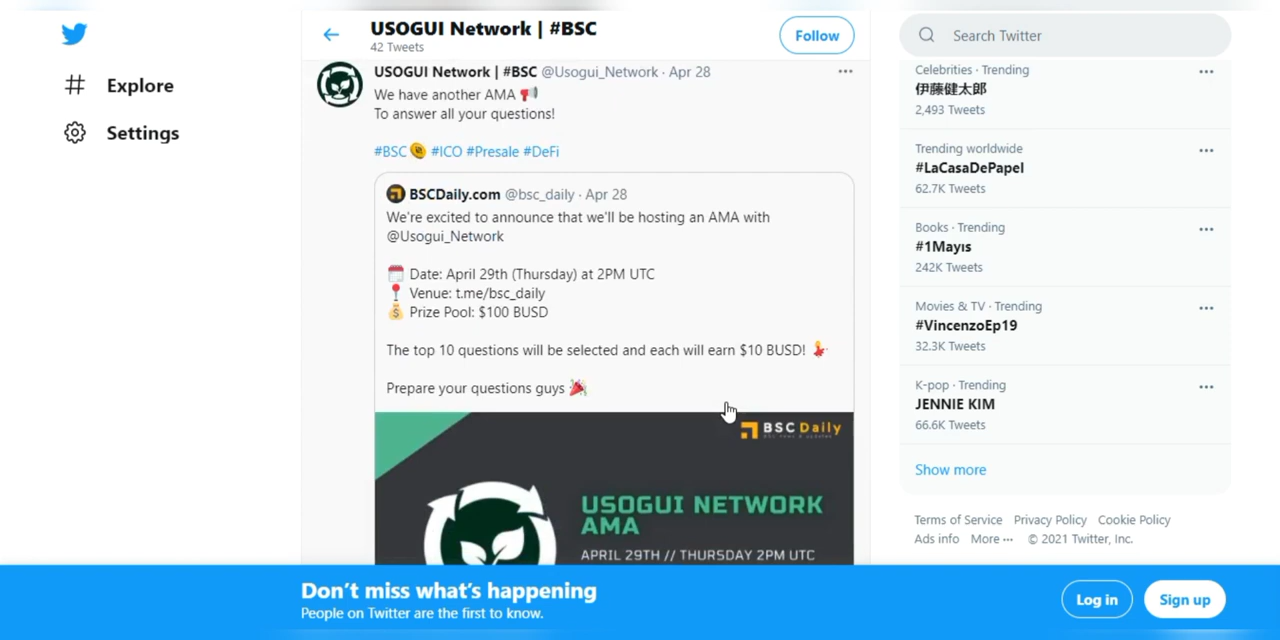 Explore
Settings
USOGUI Network | #BSC
42 Tweets
Follow
USOGUI Network | #BSC @Usogui_Network · Apr 28
We have another AMA
To answer all your questions!
#BSC #ICO #Presale #DeFi
BSCDaily.com @bsc_daily · Apr 28
We're excited to announce that we'll be hosting an AMA with
@Usogui_Network
Date: April 29th (Thursday) at 2PM UTC
Venue: t.me/bsc_daily
Prize Pool: $100 BUSD
The top 10 questions will be selected and each will earn $10 BUSD!
Prepare your questions guys
BSC Daily
USOGUI NETWORK
AMA
APRIL 29TH // THURSDAY 2PM UTC
Search Twitter
Celebrities · Trending
伊藤健太郎
2,493 Tweets
Trending worldwide
#LaCasaDePapel
62.7K Tweets
Books · Trending
#1Mayıs
242K Tweets
Movies & TV · Trending
#VincenzoEp19
32.3K Tweets
K-pop · Trending
JENNIE KIM
66.6K Tweets
Show more
Terms of Service Privacy Policy Cookie Policy
Ads info More ··· © 2021 Twitter, Inc.
Don't miss what's happening
People on Twitter are the first to know.
Log in
Sign up